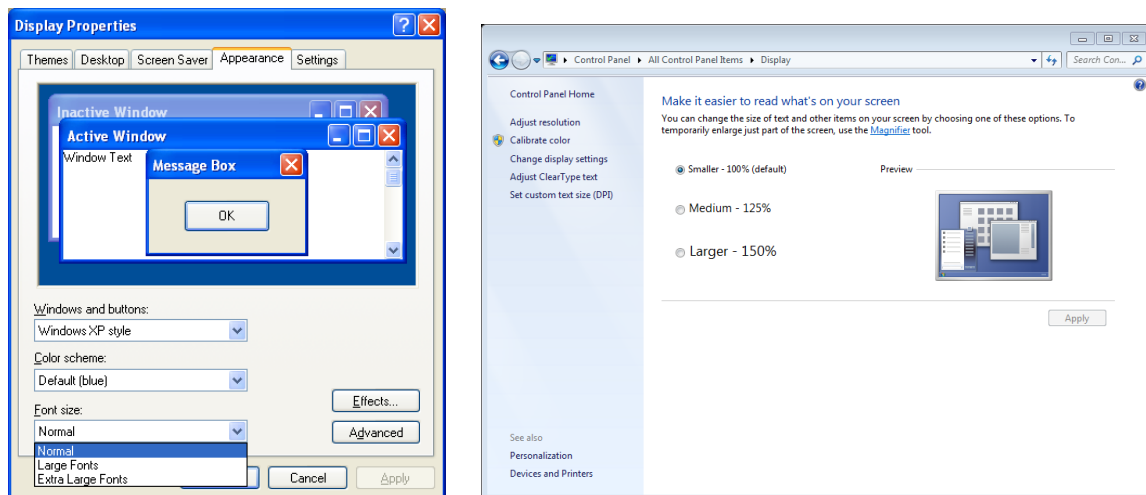 Display Properties
Themes Desktop Screen Saver Appearance Settings
Inactive Window
Active Window
Window Text
Message Box
OK
Windows and buttons:
Windows XP style
Color scheme:
Default (blue)
Font size:
Normal
Effects...
Advanced
Normal
Large Fonts
Extra Large Fonts
Cancel Apply
Control Panel All Control Panel Items Display
Search Con...
Control Panel Home
Adjust resolution
Calibrate color
Change display settings
Adjust ClearType text
Set custom text size (DPI)
See also
Personalization
Devices and Printers
Make it easier to read what's on your screen
You can change the size of text and other items on your screen by choosing one of these options. To
temporarily enlarge just part of the screen, use the Magnifier tool.
Smaller - 100% (default)
Preview
Medium - 125%
Larger - 150%
Apply